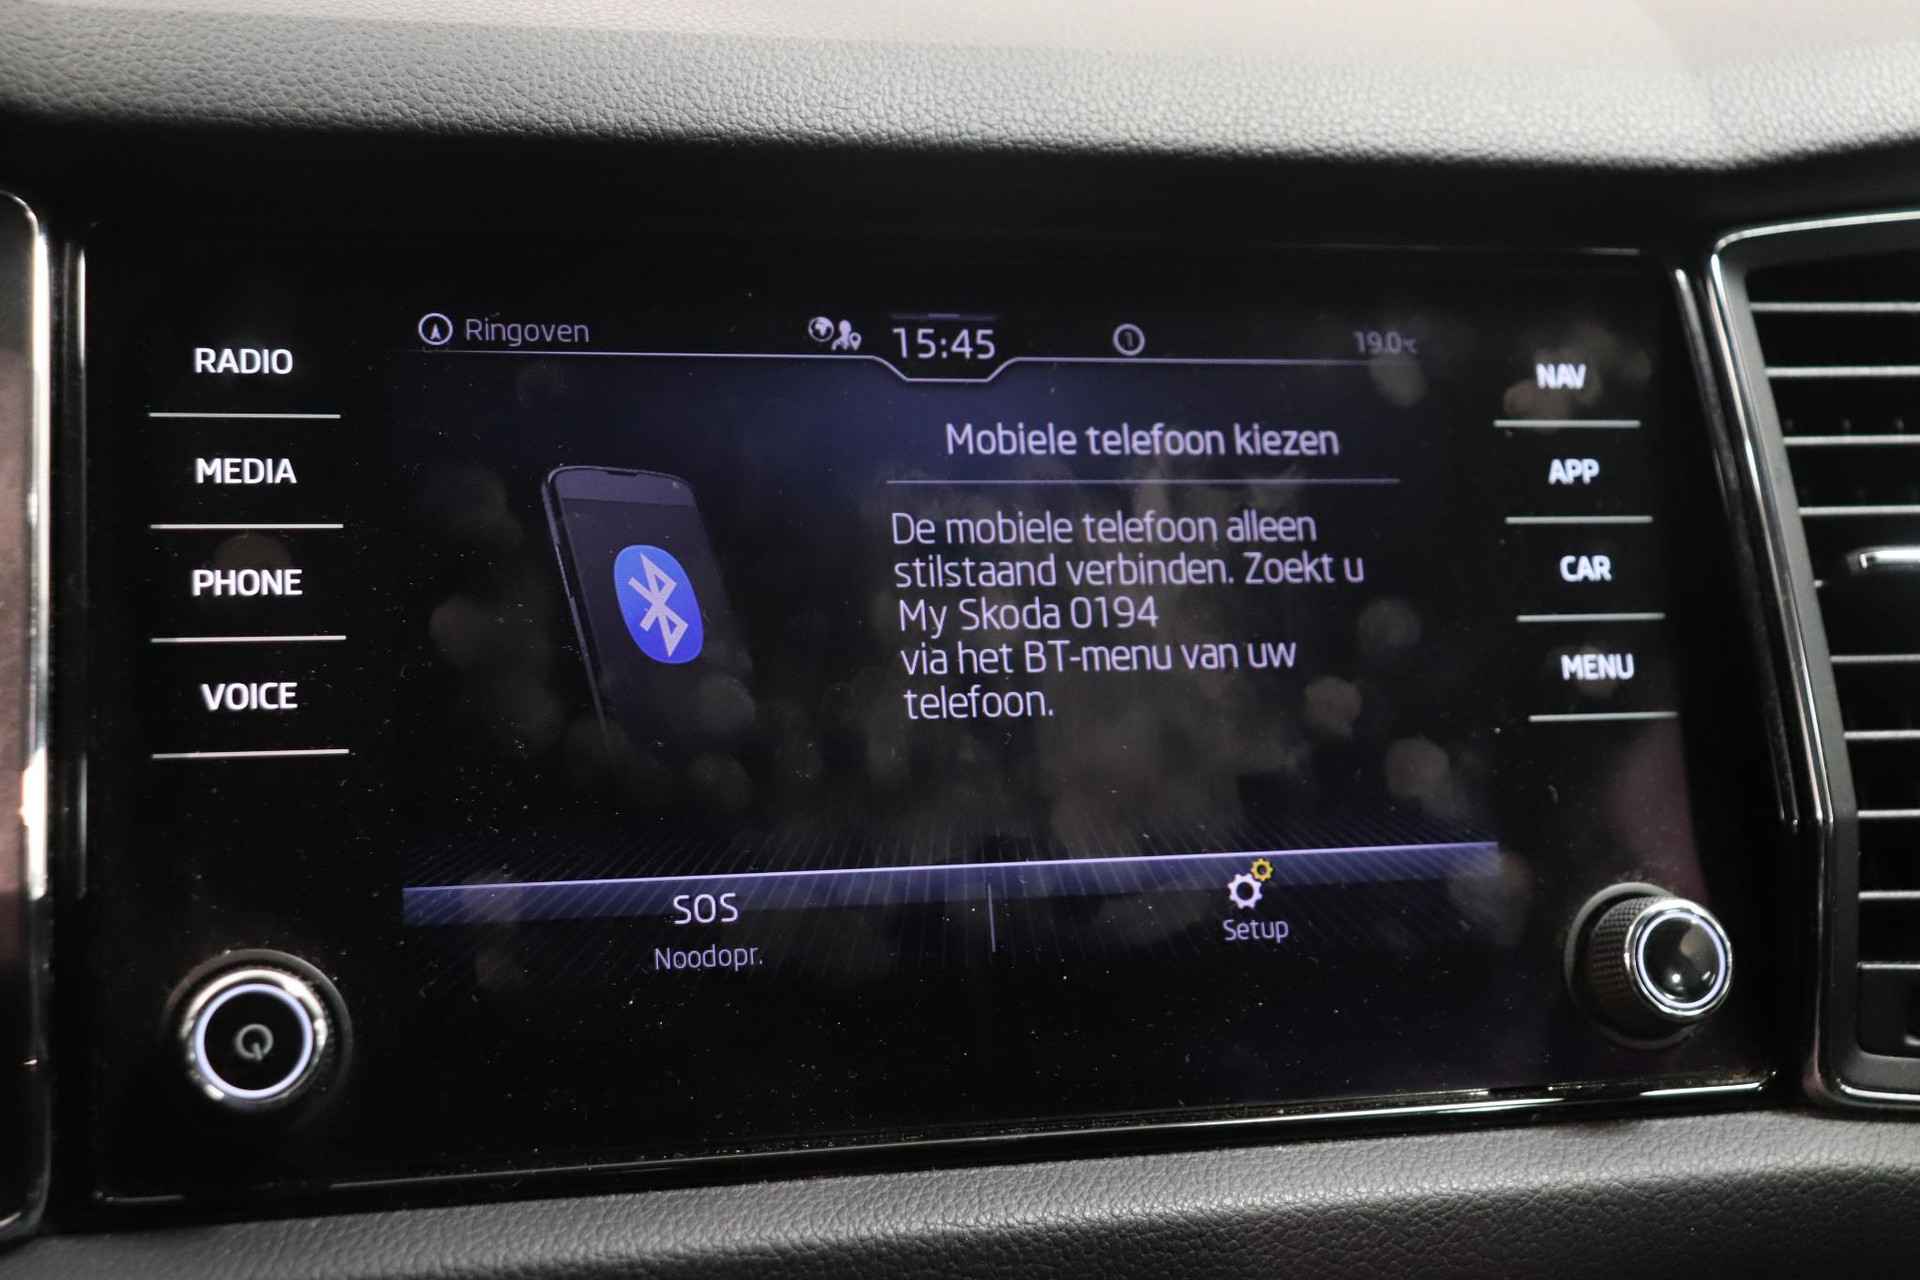 Ringoven
15:45
1
19.0°C
RADIO
MEDIA
PHONE
VOICE
Mobiele telefoon kiezen
De mobiele telefoon alleen
stilstaand verbinden. Zoekt u
My Skoda 0194
via het BT-menu van uw
telefoon.
NAV
APP
CAR
MENU
SOS
Noodopr.
Setup